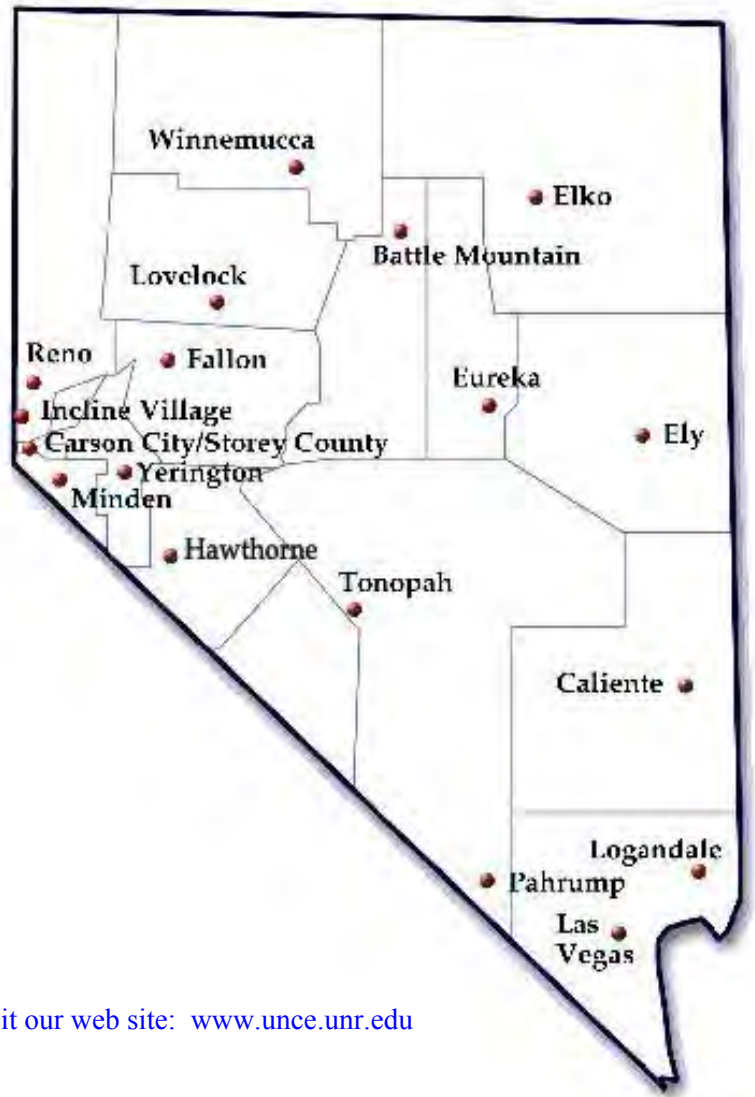 Winnemucca
Elko
Battle Mountain
Lovelock
Reno
Fallon
Eureka
Incline Village
Ely
Carson City/Storey County
Yerington
Minden
Hawthorne
Tonopah
Caliente
Logandale
Pahrump
Las
Vegas
it our web site: www.unce.unr.edu